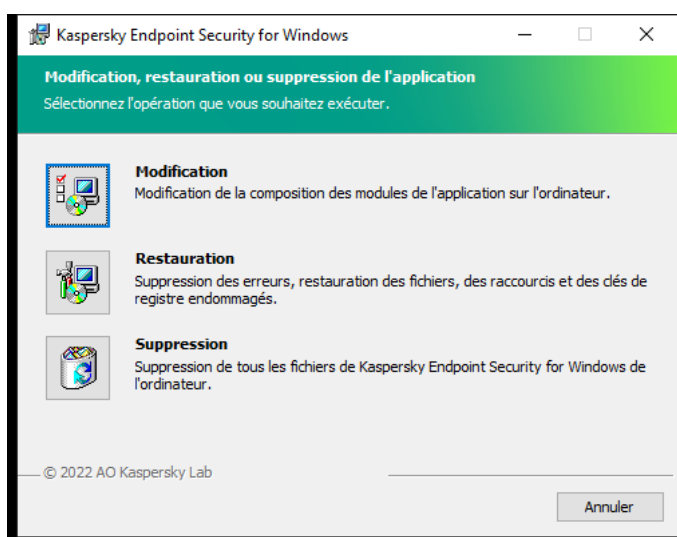 Kaspersky Endpoint Security for Windows
Modification, restauration ou suppression de l'application
Sélectionnez l'opération que vous souhaitez exécuter.
Modification
Modification de la composition des modules de l'application sur l'ordinateur.
Restauration
Suppression des erreurs, restauration des fichiers, des raccourcis et des clés de
registre endommagés.
Suppression
Suppression de tous les fichiers de Kaspersky Endpoint Security for Windows de
l'ordinateur.
© 2022 AO Kaspersky Lab
Annuler